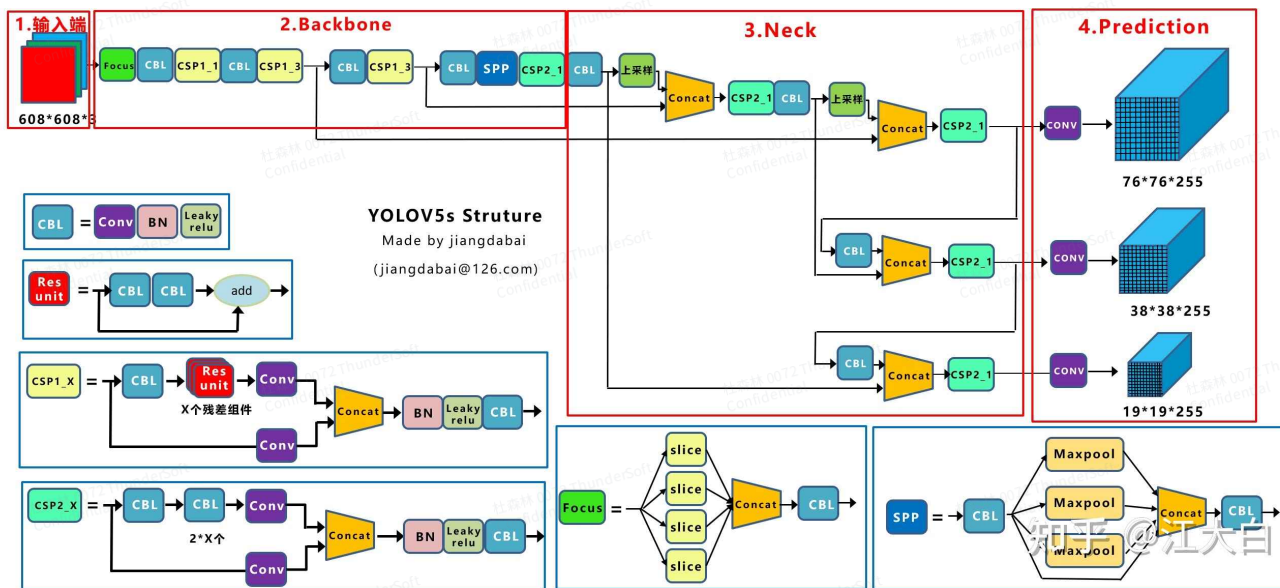 1.输入端
2.Backbone
3.Neck
4.Prediction
608*608*3
Focus
CBL
CSP1_1
CBL
CSP1_3
CBL
CSP1_3
CBL
SPP
CSP2_1
CBL
上采样
Concat
CSP2_1
CBL
上采样
Concat
CSP2_1
CONV
76*76*255
CBL
Concat
CSP2_1
CONV
38*38*255
CBL
Concat
CSP2_1
CONV
19*19*255
YOLOV5s Struture
Made by jiangdabai
(jiangdabai@126.com)
CBL
=
Conv
BN
Leaky
relu
Res
unit
=
CBL
CBL
add
CSP1_X
=
CBL
Res
unit
X个残差组件
Conv
Conv
Concat
BN
Leaky
relu
CBL
CSP2_X
=
CBL
CBL
2*X个
Conv
Conv
Concat
BN
Leaky
relu
CBL
Focus
=
slice
slice
slice
slice
Concat
CBL
SPP
=
CBL
Maxpool
Maxpool
Maxpool
Concat
CBL
知乎 @江大白
杜森林 0072 ThunderSoft
Confidential